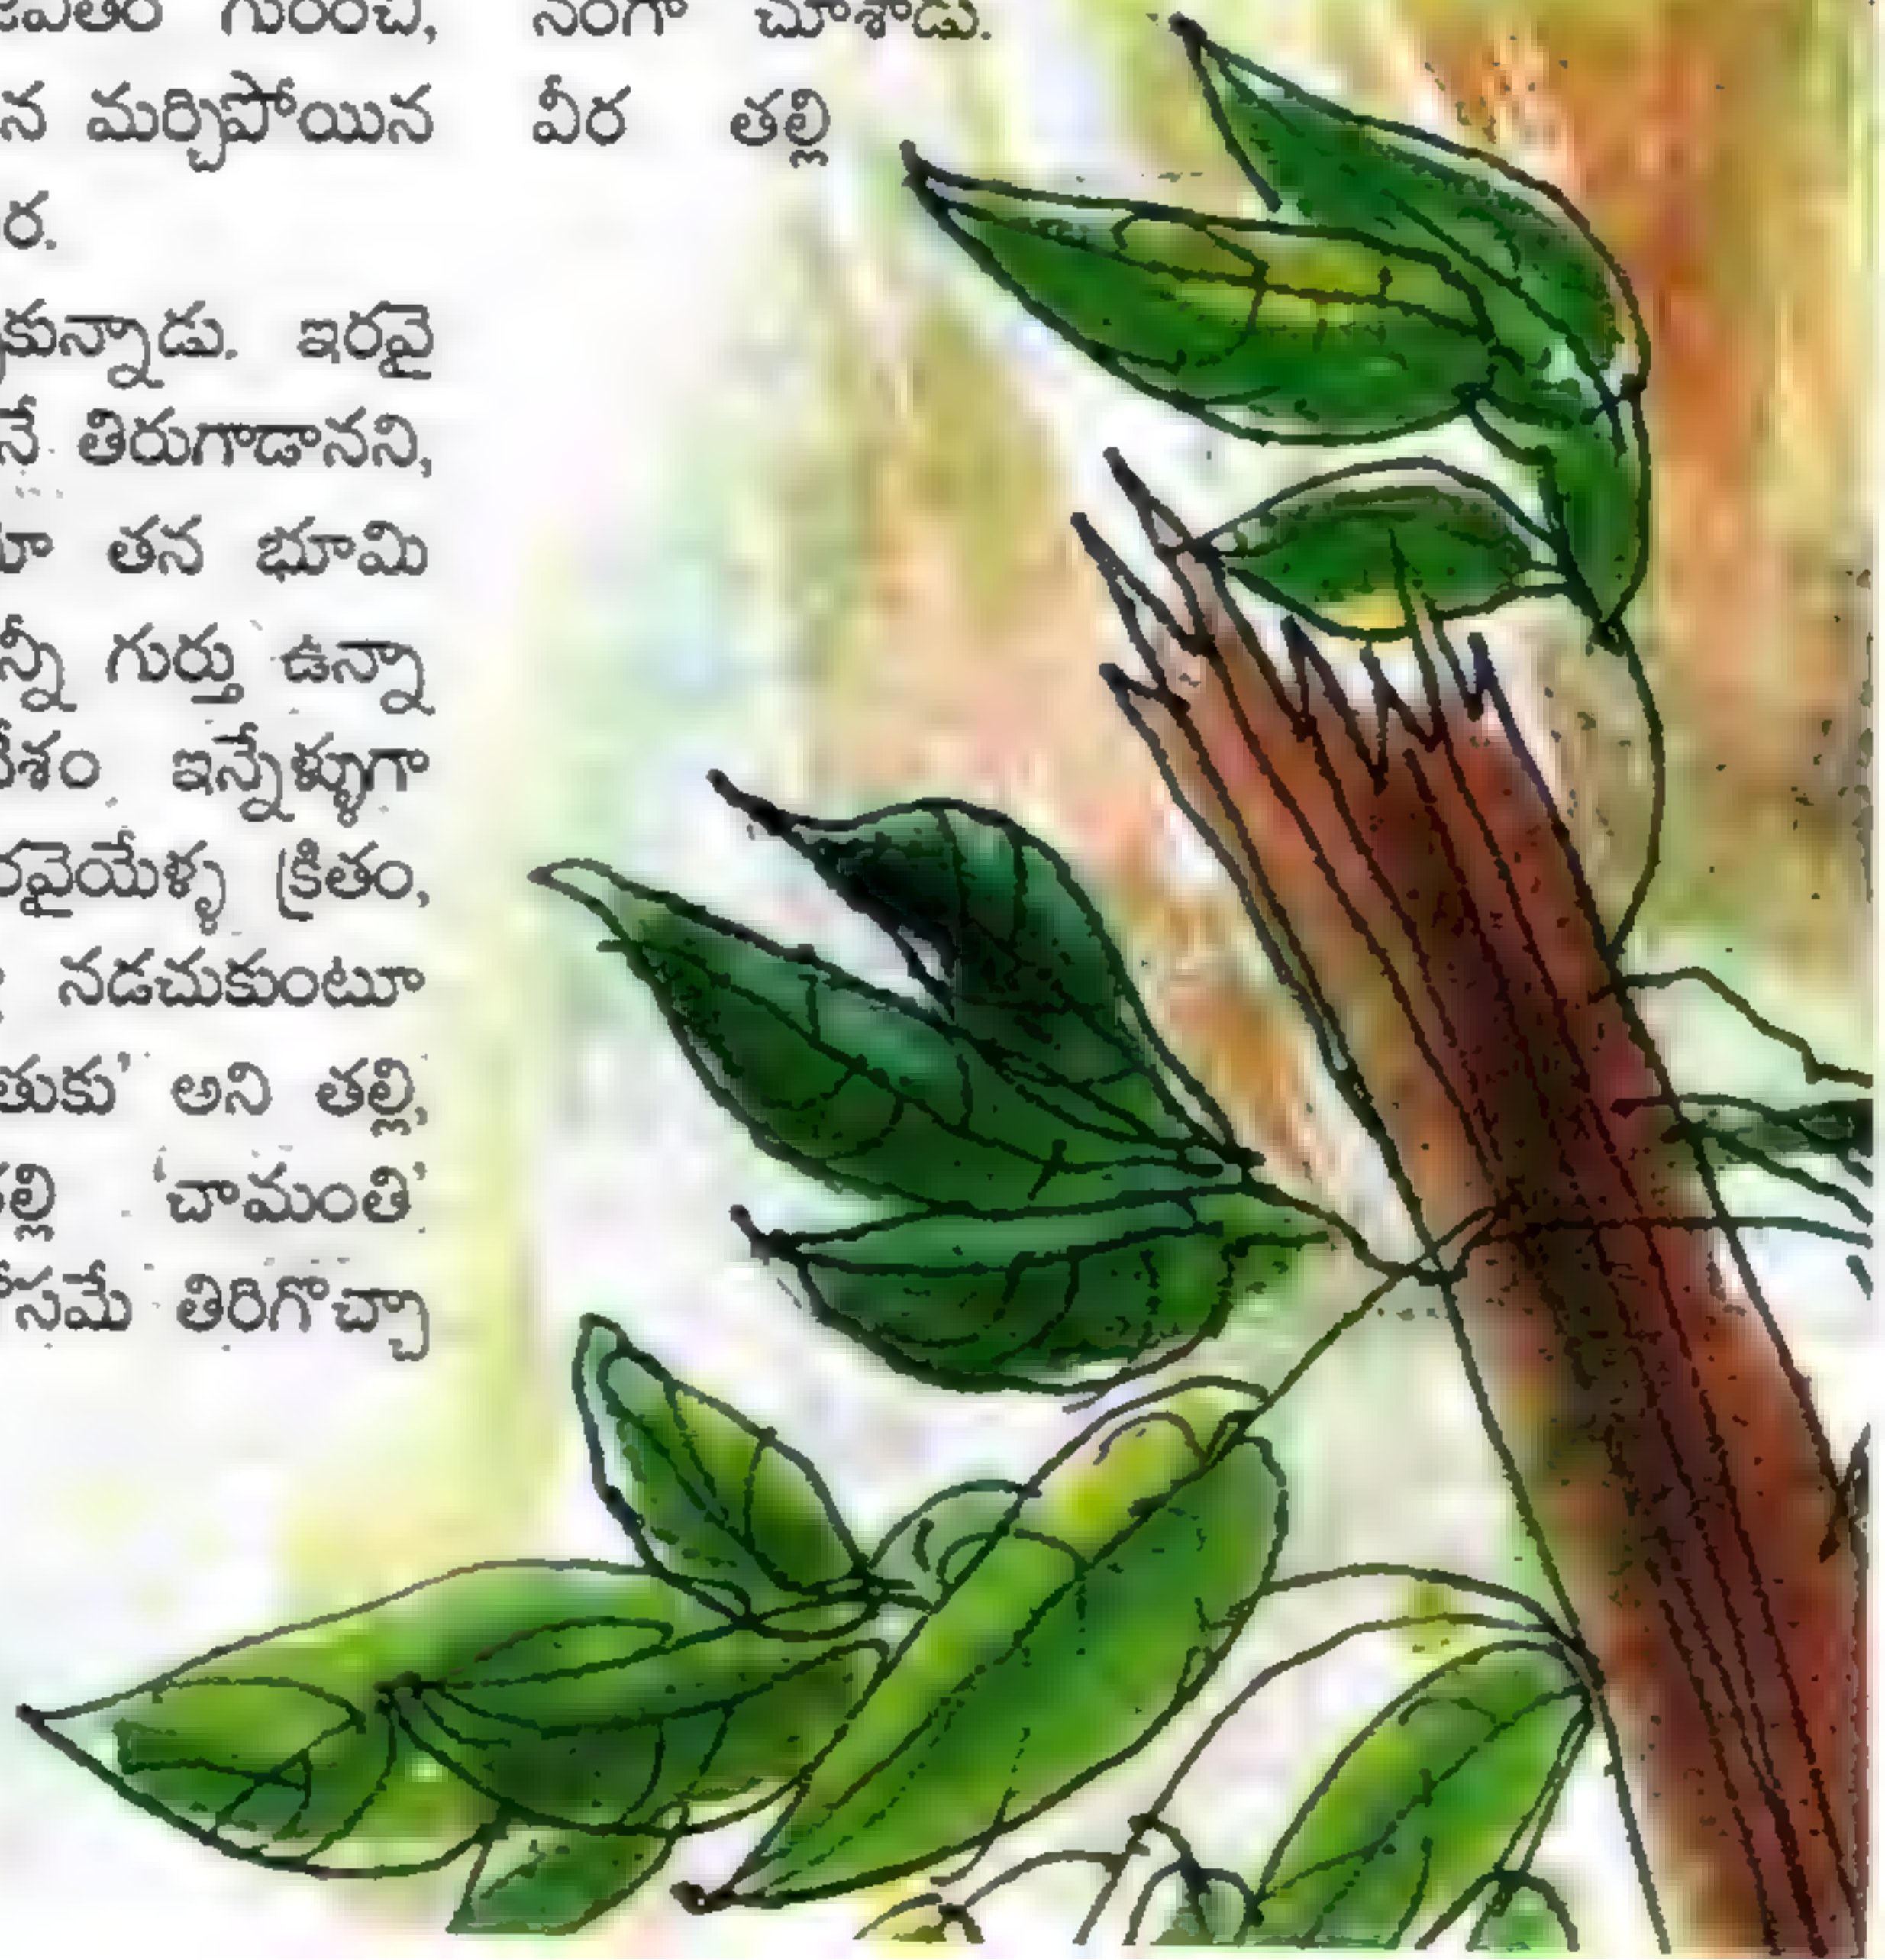 గురించి,
మర్చిపోయిన
ర.
కున్నాడు. ఇరవై
నే తిరుగాడానని,
తన భూమి
న్నీ గుర్తు ఉన్నా
దేశం ఇన్నేళ్ళుగా
రవైయేళ్ళ క్రితం,
నడచుకుంటూ
తుకు' అని తల్లి,
ల్లి 'చామంతి'
కోసమే తిరిగొచ్చా
నంగా చూశాడు.
వీర తల్లి